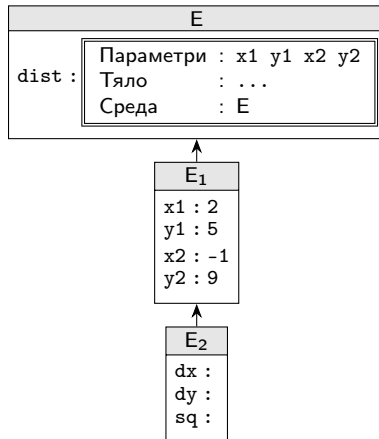 E
dist :
Параметри : x1 y1 x2 y2
Тяло : ...
Среда : E
E₁
x1 : 2
y1 : 5
x2 : -1
y2 : 9
E₂
dx :
dy :
sq :